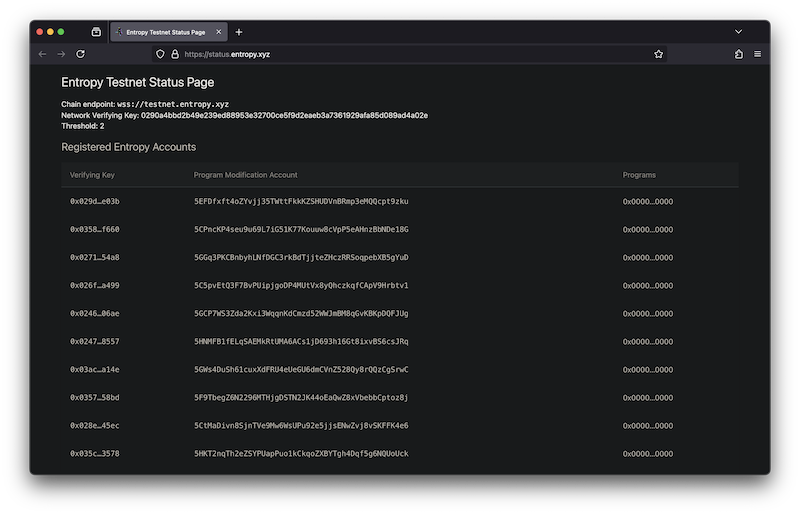 Entropy Testnet Status Page
https://status.entropy.xyz
Entropy Testnet Status Page
Chain endpoint: wss://testnet.entropy.xyz
Network Verifying Key: 0290a4bbd2b49e239ed88953e32700ce5f9d2eaeb3a7361929afa85d089ad4a02e
Threshold: 2
Registered Entropy Accounts
Verifying Key Program Modification Account Programs
0x029d…e03b 5EFDfxft4oZYvjj35TWttFkkKZSHUDVnBRmp3eMQQcpt9zku 0x0000...0000
0x0358…f660 5CPncKP4seu9u69L7iG51K77Kouuw8cVpP5eAHnzBbNDe18G 0x0000...0000
0x0271…54a8 5GGq3PKCBnbyhLNfDGC3rkBdTjjteZHczRRSoqpebXB5gYuD 0x0000...0000
0x026f…a499 5C5pvEtQ3F7BvPUipjgoDP4MUtVx8yQhczkqfCApV9Hrbtv1 0x0000...0000
0x0246…06ae 5GCP7WS3Zda2Kxi3WqqnKdCmzd52WWJmBM8qGvKBKpDQFJUg 0x0000...0000
0x0247…8557 5HNMFB1fELqSAEMkRtUMA6ACs1jD693h16Gt8ixvBS6csJRq 0x0000...0000
0x03ac…a14e 5GWs4DuSh61cuxXdFRU4eUeGU6dmCVnZ528Qy8rQQzCgSrwC 0x0000...0000
0x0357…58bd 5F9TbegZ6N2296MTHjgDSTN2JK44oEaQwZ8xVbebbCptoz8j 0x0000...0000
0x028e…45ec 5CtMaDivn8SjnTVe9Mw6WsUPu92e5jjsENwZvj8vSKFFK4e6 0x0000...0000
0x035c…3578 5HKT2nqTh2eZSYPUapPuo1kCkqoZXBYTgh4Dqf5g6NQUoUck 0x0000...0000